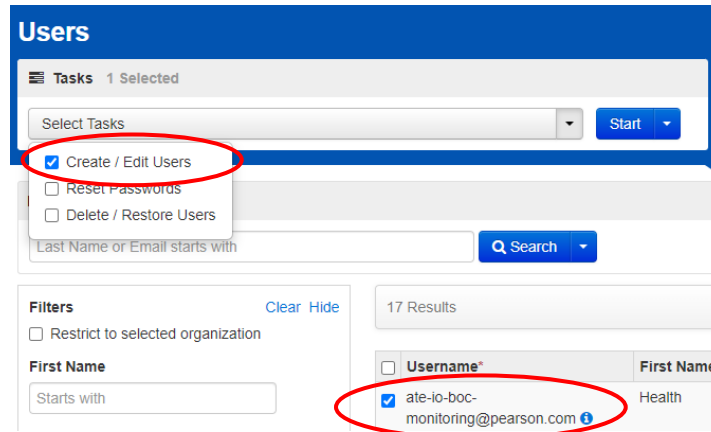 Users
Tasks 1 Selected
Select Tasks
Start
Create / Edit Users
Reset Passwords
Delete / Restore Users
Last Name or Email starts with
Search
Filters Clear Hide
17 Results
Restrict to selected organization
First Name
Username* First Name
Starts with
ate-io-boc- Health
monitoring@pearson.com